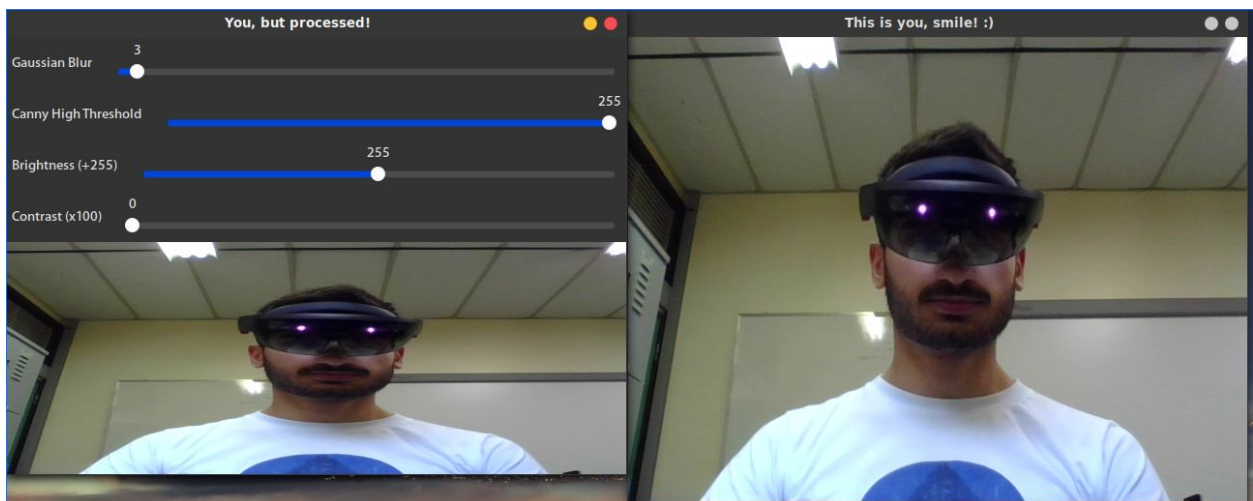 You, but processed!
3
Gaussian Blur
255
Canny High Threshold
255
Brightness (+255)
0
Contrast (x100)
This is you, smile! :)